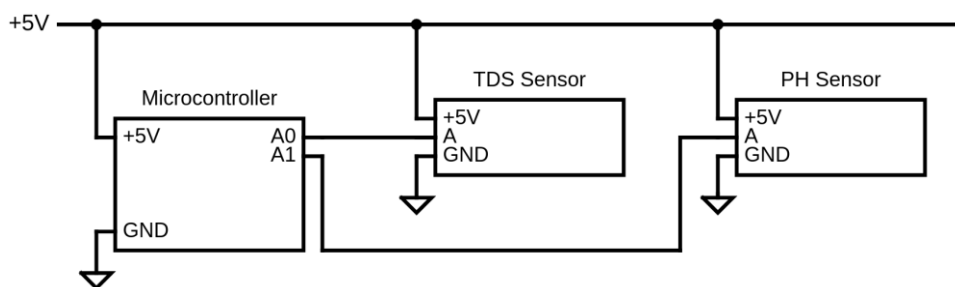 +5V
TDS Sensor
PH Sensor
Microcontroller
+5V
A0
A1
GND
+5V
A
GND
+5V
A
GND